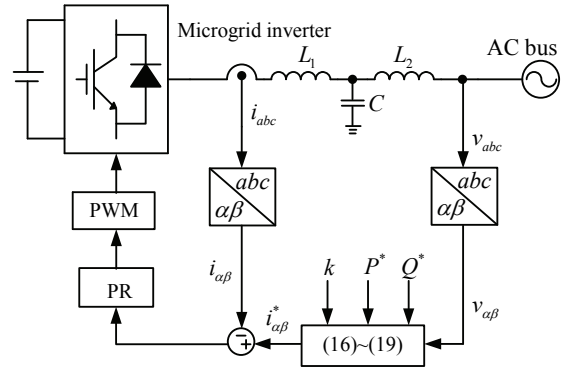 Microgrid inverter
L₁
L₂
AC bus
C
i_abc
v_abc
abc
αβ
abc
αβ
PWM
i_αβ
k
P*
Q*
v_αβ
PR
i*_αβ
(16)~(19)
- +